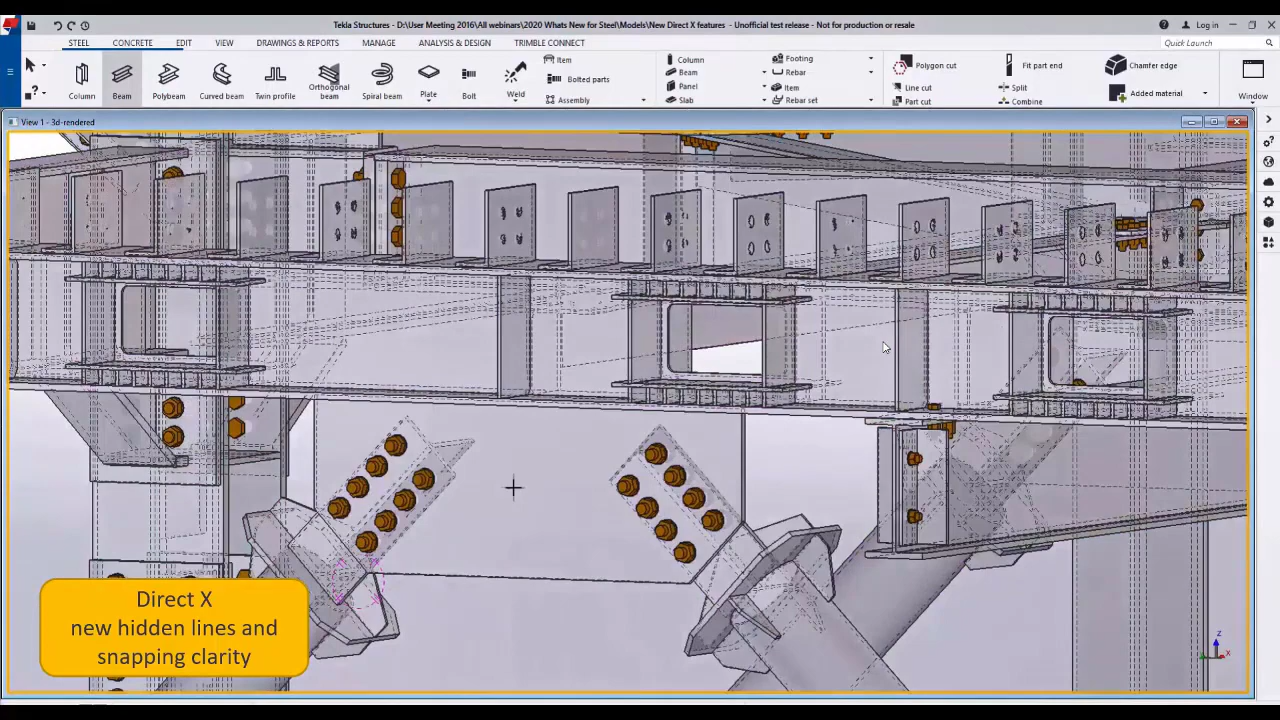 Tekla Structures - D:\User Meeting 2016\All webinars\2020 Whats New for Steel\Models\New Direct X features - Unofficial test release - Not for production or resale
Log in
STEEL CONCRETE EDIT VIEW DRAWINGS & REPORTS MANAGE ANALYSIS & DESIGN TRIMBLE CONNECT
Quick Launch
Column
Beam
Polybeam
Curved beam
Twin profile
Orthogonal
beam
Spiral beam
Plate
Bolt
Weld
Item
Bolted parts
Assembly
Column
Beam
Panel
Slab
Footing
Rebar
Item
Rebar set
Polygon cut
Line cut
Part cut
Fit part end
Split
Combine
Chamfer edge
Added material
Window
View 1 - 3d-rendered
Direct X
new hidden lines and
snapping clarity
z
x